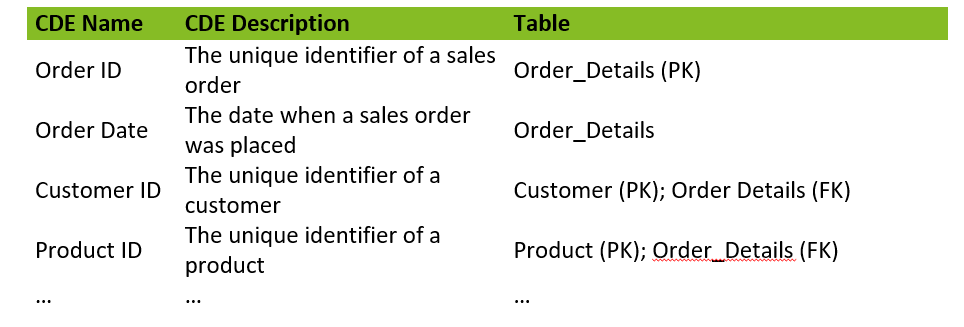 CDE Name CDE Description Table
The unique identifier of a sales
Order ID Order_Details (PK)
order
The date when a sales order
Order Date Order_Details
was placed
The unique identifier of a
Customer ID Customer (PK); Order Details (FK)
customer
The unique identifier of a
Product ID Product (PK); Order_Details (FK)
product
... ... ...